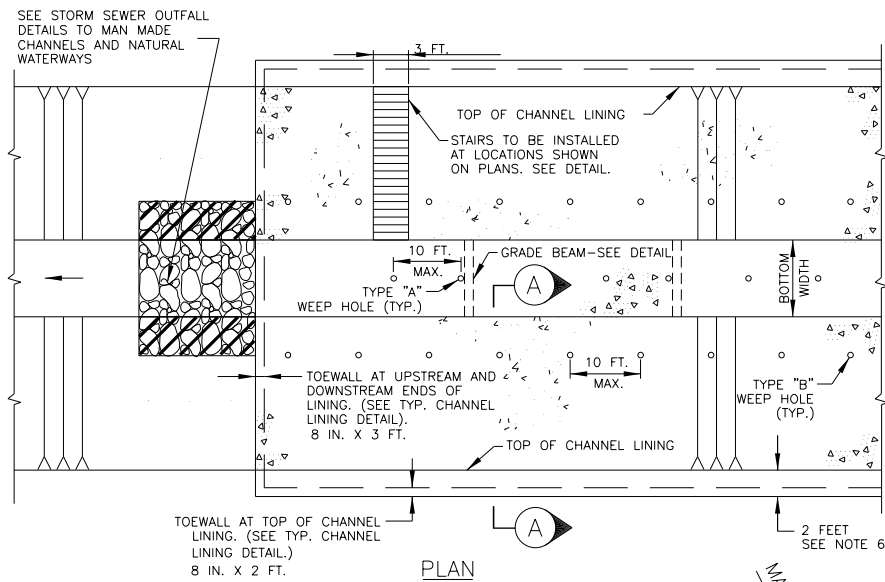 SEE STORM SEWER OUTFALL
DETAILS TO MAN MADE
CHANNELS AND NATURAL
WATERWAYS
3 FT.
TOP OF CHANNEL LINING
STAIRS TO BE INSTALLED
AT LOCATIONS SHOWN
ON PLANS. SEE DETAIL.
10 FT.
MAX.
GRADE BEAM-SEE DETAIL
TYPE "A"
WEEP HOLE (TYP.)
A
BOTTOM
WIDTH
TOEWALL AT UPSTREAM AND
DOWNSTREAM ENDS OF
LINING. (SEE TYP. CHANNEL
LINING DETAIL).
8 IN. X 3 FT.
10 FT.
MAX.
TYPE "B"
WEEP HOLE
(TYP.)
TOP OF CHANNEL LINING
TOEWALL AT TOP OF CHANNEL
LINING. (SEE TYP. CHANNEL
LINING DETAIL.)
8 IN. X 2 FT.
A
2 FEET
SEE NOTE 6
PLAN